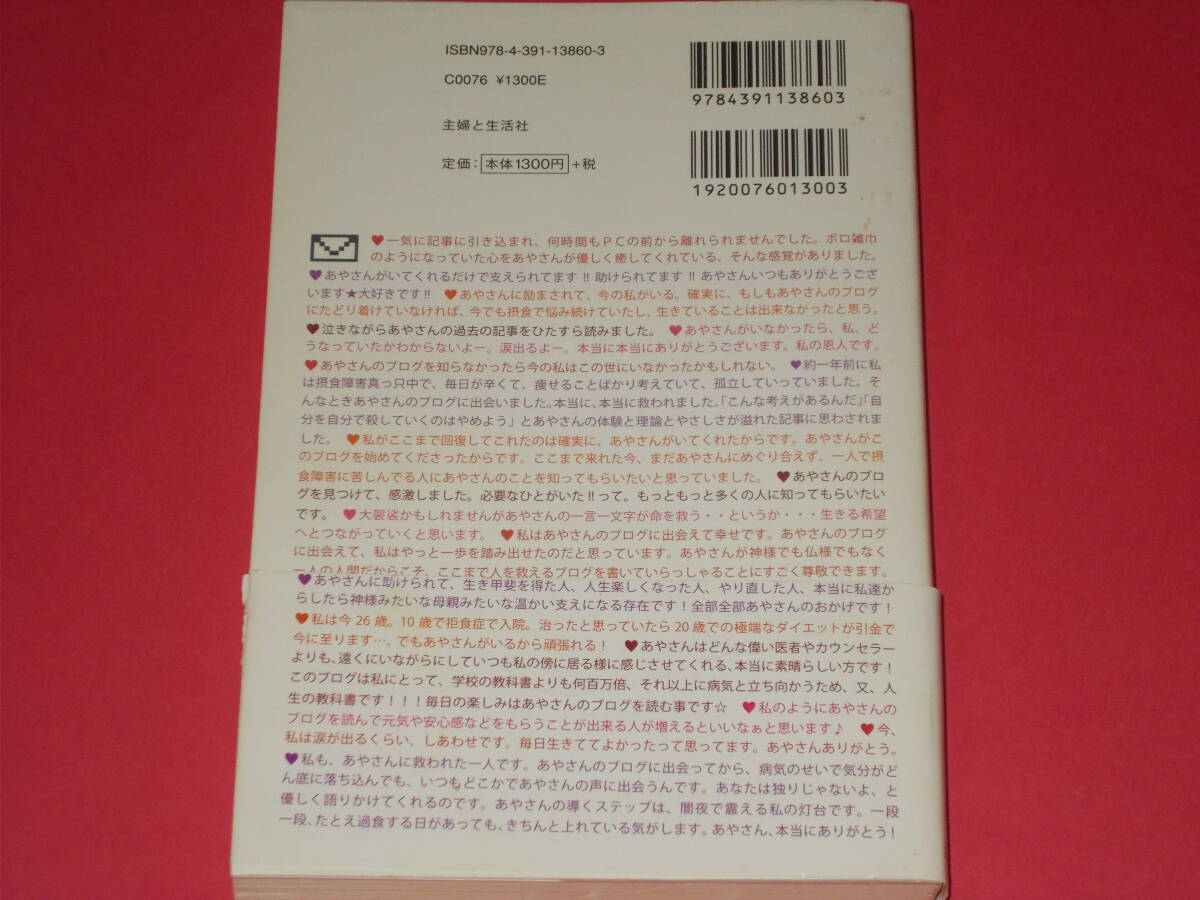 ISBN978-4-391-13860-3
C0076 ¥1300E
9784391138603
主婦と生活社
定価：本体1300円+税
1920076013003
♥一気に記事に引き込まれ、何時間もＰＣの前から離れられませんでした。ボロ雑巾
のようになっていた心をあやさんが優しく癒してくれている、そんな感覚がありました。
♥あやさんがいてくれるだけで支えられてます!!助けられてます!!あやさんいつもありがとうござ
います★大好きです!! ♥あやさんに励まされて、今の私がいる。確実に、もしもあやさんのブログ
にたどり着けていなければ、今でも摂食で悩み続けていたし、生きていることは出来なかったと思う。
♥泣きながらあやさんの過去の記事をひたすら読みました。 ♥あやさんがいなかったら、私、ど
うなっていたかわからないよー。涙出るよー。本当に本当にありがとうございます。私の恩人です。
♥あやさんのブログを知らなかったら今の私はこの世にいなかったかもしれない。 ♥約一年前に私
は摂食障害真っ只中で、毎日が辛くて、痩せることばかり考えていて、孤立していっていました。そ
んなときあやさんのブログに出会いました。本当に、本当に救われました。「こんな考えがあるんだ」「自
分を自分で殺していくのはやめよう」とあやさんの体験と理論とやさしさが溢れた記事に思わされま
した。 ♥私がここまで回復してこれたのは確実に、あやさんがいてくれたからです。あやさんがこ
のブログを始めてくださったからです。ここまで来れた今、まだあやさんにめぐり合えず、一人で摂
食障害に苦しんでる人にあやさんのことを知ってもらいたいと思っていました。 ♥あやさんのブロ
グを見つけて、感激しました。必要なひとがいた!!って。もっともっと多くの人に知ってもらいたい
です。 ♥大袈裟かもしれませんがあやさんの一言一文字が命を救う・・というか・・・生きる希望
へとつながっていくと思います。 ♥私はあやさんのブログに出会えて幸せです。あやさんのブログ
に出会えて、私はやっと一歩を踏み出せたのだと思っています。あやさんが神様でも仏様でもなく
一人の人間だからこそ、ここまで人を救えるブログを書いていらっしゃることにすごく尊敬できます。
♥あやさんに助けられて、生き甲斐を得た人、人生楽しくなった人、やり直した人、本当に私達か
らしたら神様みたいな母親みたいな温かい支えになる存在です！全部全部あやさんのおかげです！
♥私は今26歳。10歳で拒食症で入院。治ったと思っていたら20歳での極端なダイエットが引金で
今に至ります…。でもあやさんがいるから頑張れる！ ♥あやさんはどんな偉い医者やカウンセラー
よりも、遠くにいながらにしていつも私の傍に居る様に感じさせてくれる、本当に素晴らしい方です！
このブログは私にとって、学校の教科書よりも何百万倍、それ以上に病気と立ち向かうため、又、人
生の教科書です！！！毎日の楽しみはあやさんのブログを読む事です☆ ♥私のようにあやさんの
ブログを読んで元気や安心感などをもらうことが出来る人が増えるといいなぁと思います♪ ♥今、
私は涙が出るくらい、しあわせです。毎日生きててよかったって思ってます。あやさんありがとう。
♥私も、あやさんに救われた一人です。あやさんのブログに出会ってから、病気のせいで気分がど
ん底に落ち込んでも、いつもどこかであやさんの声に出会うんです。あなたは独りじゃないよ、と
優しく語りかけてくれるのです。あやさんの導くステップは、闇夜で震える私の灯台です。一段
一段、たとえ過食する日があっても、きちんと上れている気がします。あやさん、本当にありがとう！